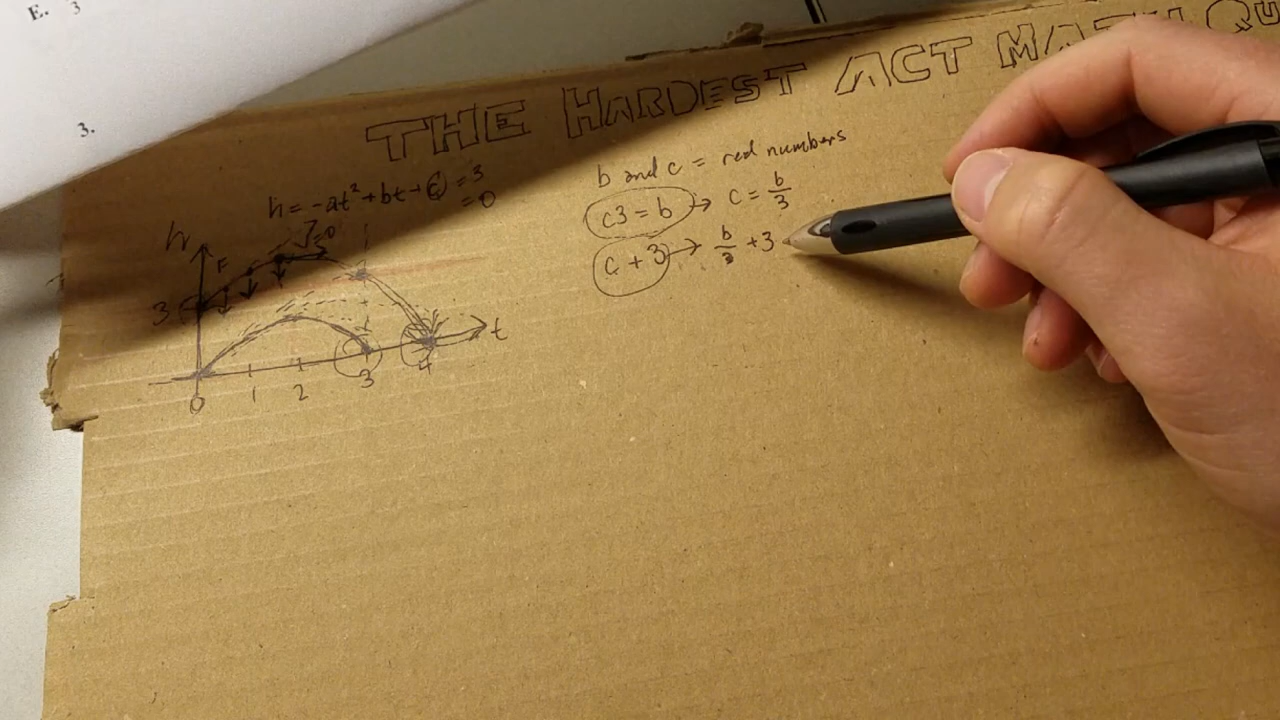 E. 3
3.
THE HARDEST ACT MATH QU
h = -at² + bt + c = 3
= 0
h
F
3
0
1
2
3
4
t
b and c = real numbers
c3 = b → c = b/3
c + 3 → b/3 + 3